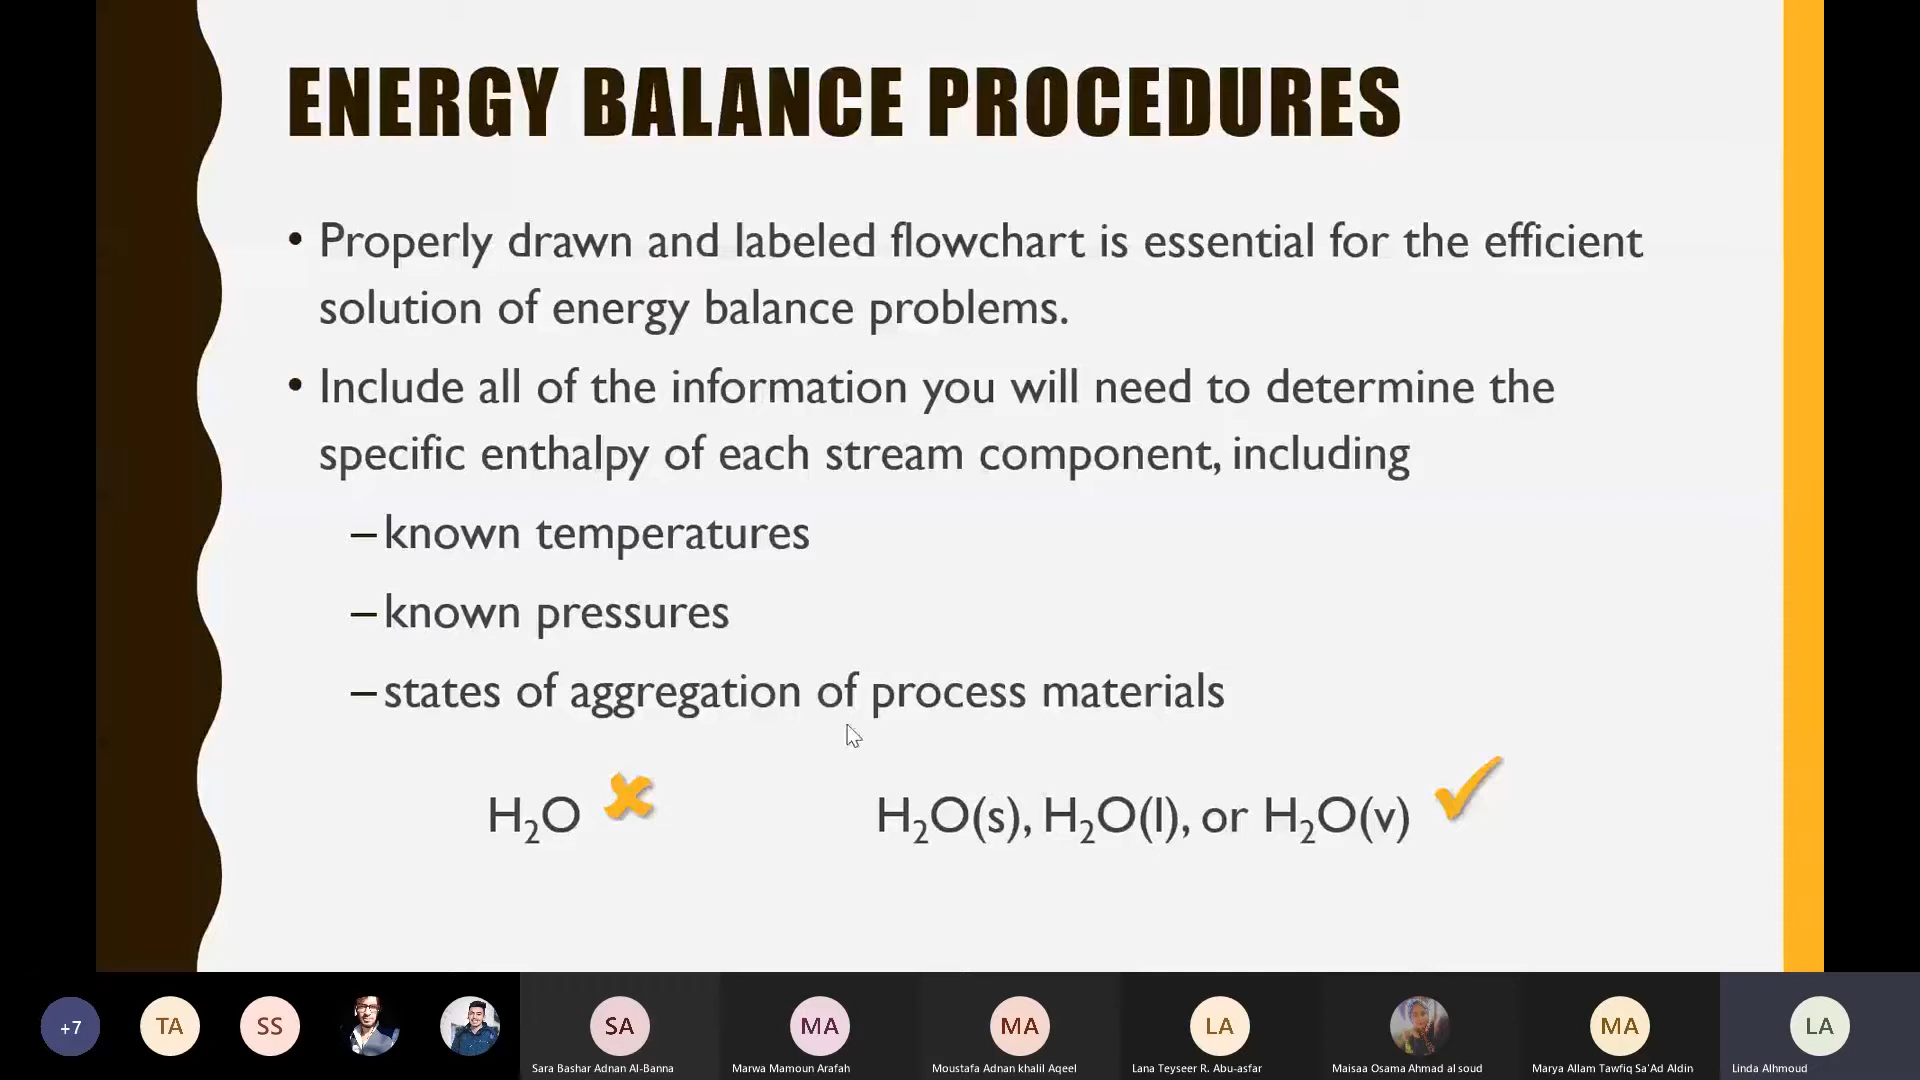 ENERGY BALANCE PROCEDURES
• Properly drawn and labeled flowchart is essential for the efficient
solution of energy balance problems.
• Include all of the information you will need to determine the
specific enthalpy of each stream component, including
– known temperatures
– known pressures
– states of aggregation of process materials
H₂O ✘ H₂O(s), H₂O(l), or H₂O(v) ✓
+7 TA SS SA MA MA LA MA LA
Sara Bashar Adnan Al-Banna Marwa Mamoun Arafah Moustafa Adnan khalil Aqeel Lana Teyseer R. Abu-asfar Maisaa Osama Ahmad al soud Marya Allam Tawfiq Sa'Ad Aldin Linda Alhmoud